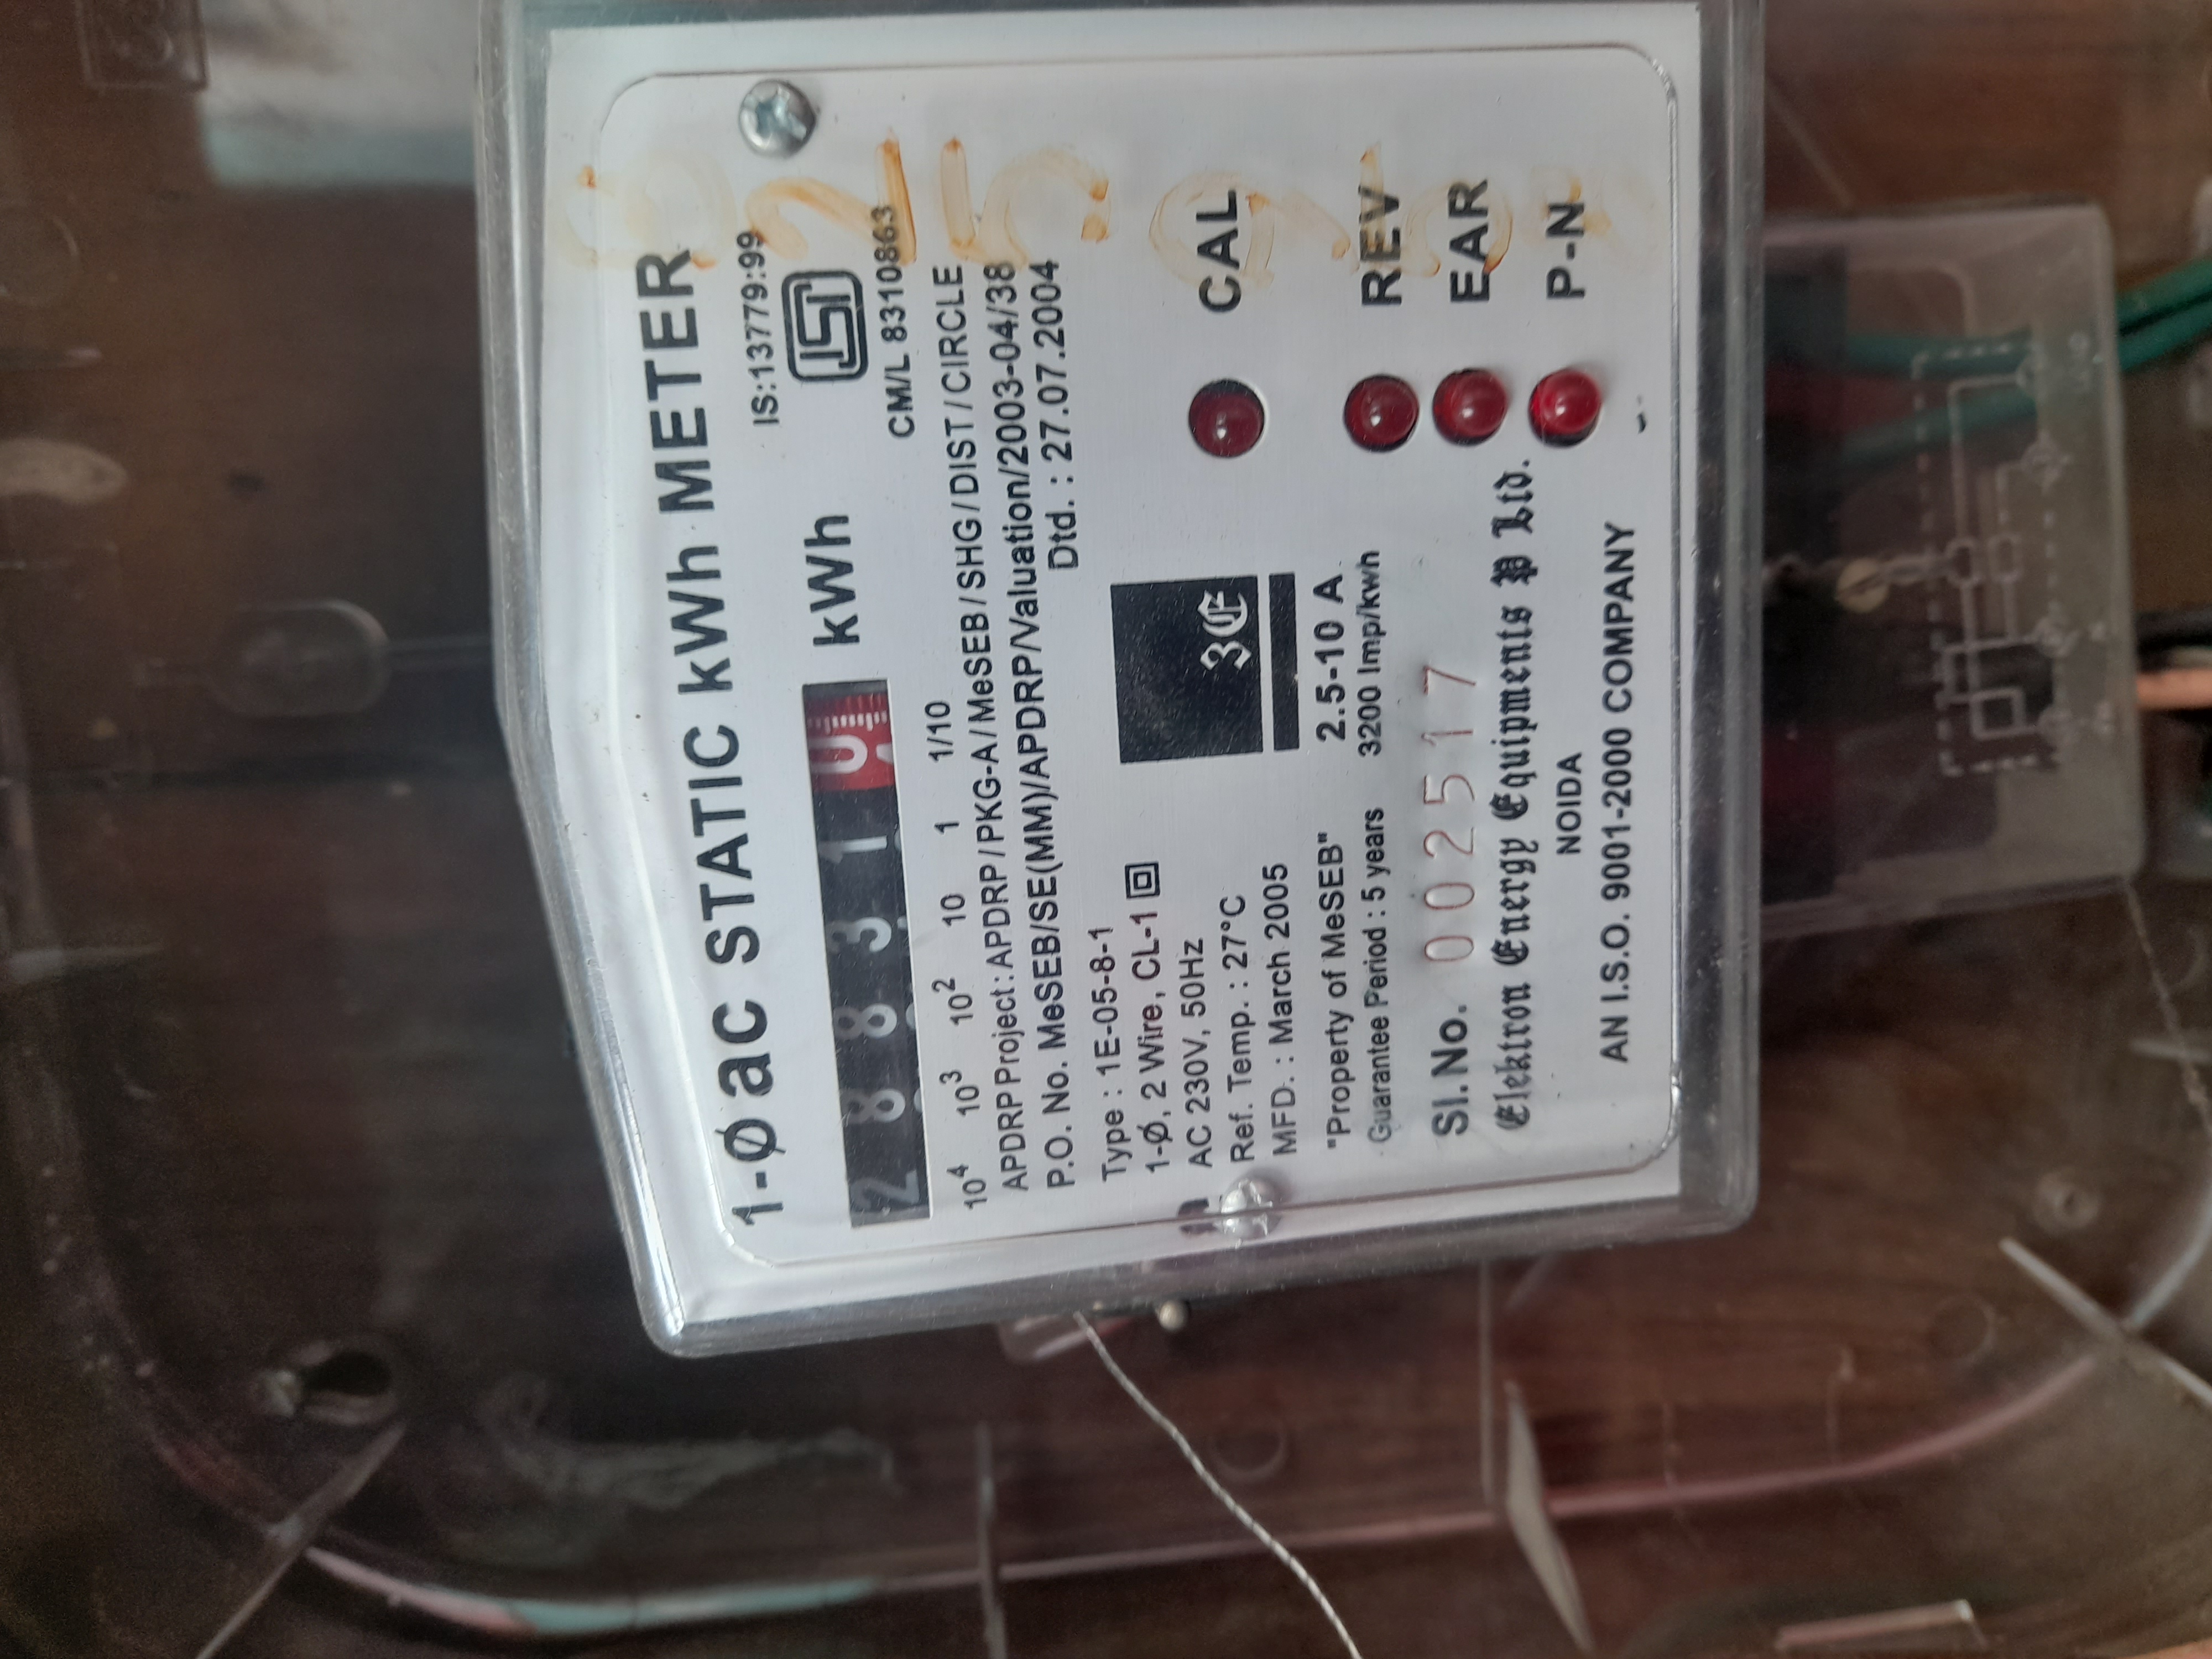 1-Ø ac STATIC kWh METER
IS:13779:99
288310 kWh
ISI
CM/L 8310863
10⁴ 10³ 10² 10 1 1/10
APDRP Project: APDRP/PKG-A/MeSEB/SHG/DIST/CIRCLE
P.O. No. MeSEB/SE(MM)/APDRP/Valuation/2003-04/38
Dtd. : 27.07.2004
Type : 1E-05-8-1
1-Ø, 2 Wire, CL-1
AC 230V, 50Hz
Ref. Temp. : 27°C
MFD. : March 2005
3E
CAL
"Property of MeSEB" 2.5-10 A
Guarantee Period : 5 years 3200 Imp/kwh
REV
Sl.No. 002517
EAR
Elektron Energy Equipments P Ltd.
P-N
NOIDA
AN I.S.O. 9001-2000 COMPANY